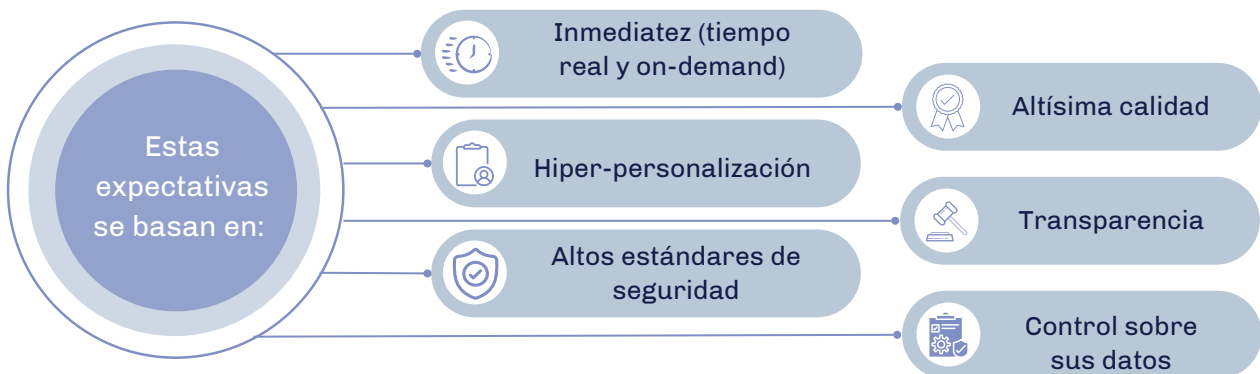 Estas
expectativas
se basan en:
Inmediatez (tiempo
real y on-demand)
Altísima calidad
Hiper-personalización
Transparencia
Altos estándares de
seguridad
Control sobre
sus datos